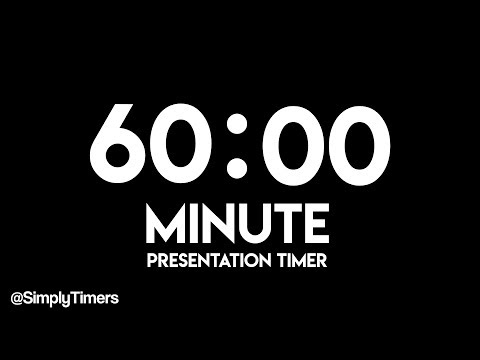 60:00
MINUTE
PRESENTATION TIMER
@SimplyTimers